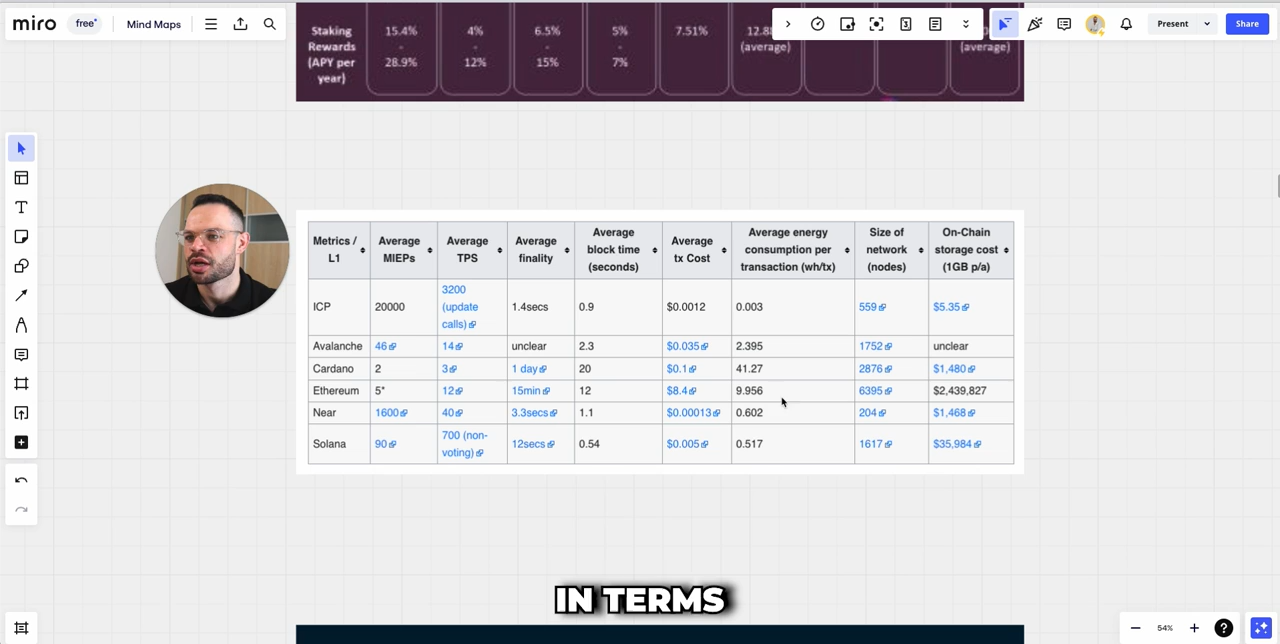 miro free* Mind Maps 3 Present Share
Staking
Rewards
(APY per
year)
15.4%
-
28.9%
4%
-
12%
6.5%
-
15%
5%
-
7%
7.51%
(average)
Metrics / L1 Average MIEPs Average TPS Average finality Average block time (seconds) Average tx Cost Average energy consumption per transaction (wh/tx) Size of network (nodes) On-Chain storage cost (1GB p/a)
ICP 20000 3200 (update calls) 1.4secs 0.9 $0.0012 0.003 559 $5.35
Avalanche 46 14 unclear 2.3 $0.035 2.395 1752 unclear
Cardano 2 3 1 day 20 $0.1 41.27 2876 $1,480
Ethereum 5* 12 15min 12 $8.4 9.956 6395 $2,439,827
Near 1600 40 3.3secs 1.1 $0.00013 0.602 204 $1,468
Solana 90 700 (non-voting) 12secs 0.54 $0.005 0.517 1617 $35,984
IN TERMS
54% ?